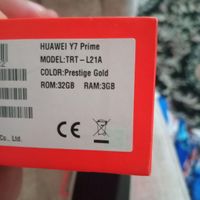 HUAWEI Y7 Prime
MODEL:TRT - L21A
COLOR:Prestige Gold
ROM:32GB RAM:3GB
CE
Co., Ltd.